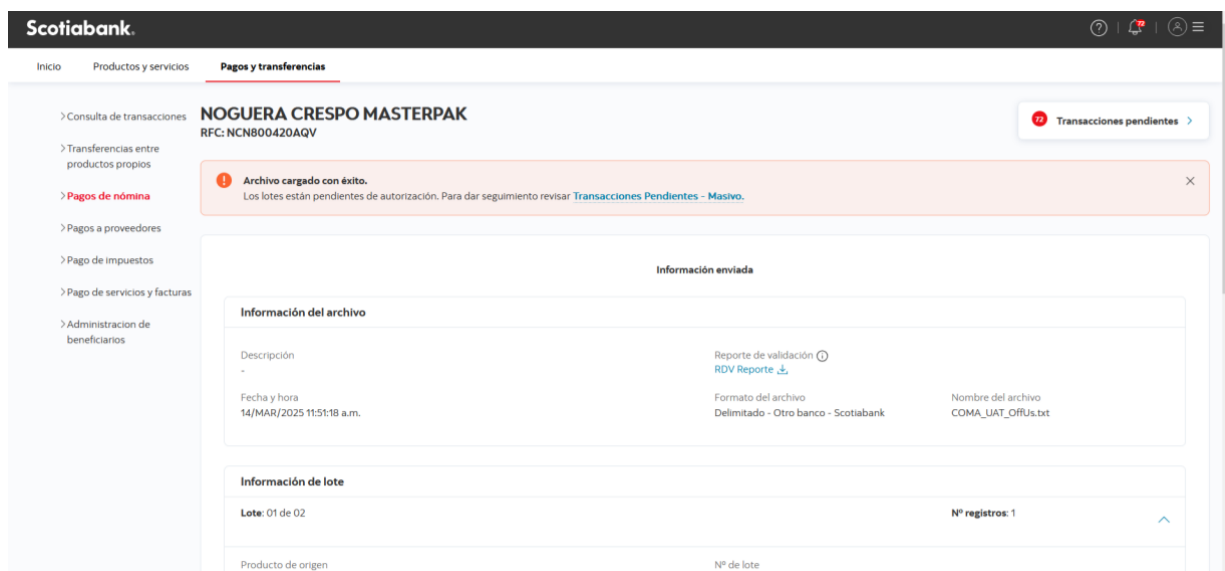 Scotiabank.
72
Inicio
Productos y servicios
Pagos y transferencias
Consulta de transacciones
Transferencias entre
productos propios
Pagos de nómina
Pagos a proveedores
Pago de impuestos
Pago de servicios y facturas
Administracion de
beneficiarios
NOGUERA CRESPO MASTERPAK
RFC: NCN800420AQV
72 Transacciones pendientes
Archivo cargado con éxito.
Los lotes están pendientes de autorización. Para dar seguimiento revisar Transacciones Pendientes - Masivo.
Información enviada
Información del archivo
Descripción
-
Reporte de validación
RDV Reporte
Fecha y hora
14/MAR/2025 11:51:18 a.m.
Formato del archivo
Delimitado - Otro banco - Scotiabank
Nombre del archivo
COMA_UAT_OffUs.txt
Información de lote
Lote: 01 de 02
Nº registros: 1
Producto de origen
Nº de lote